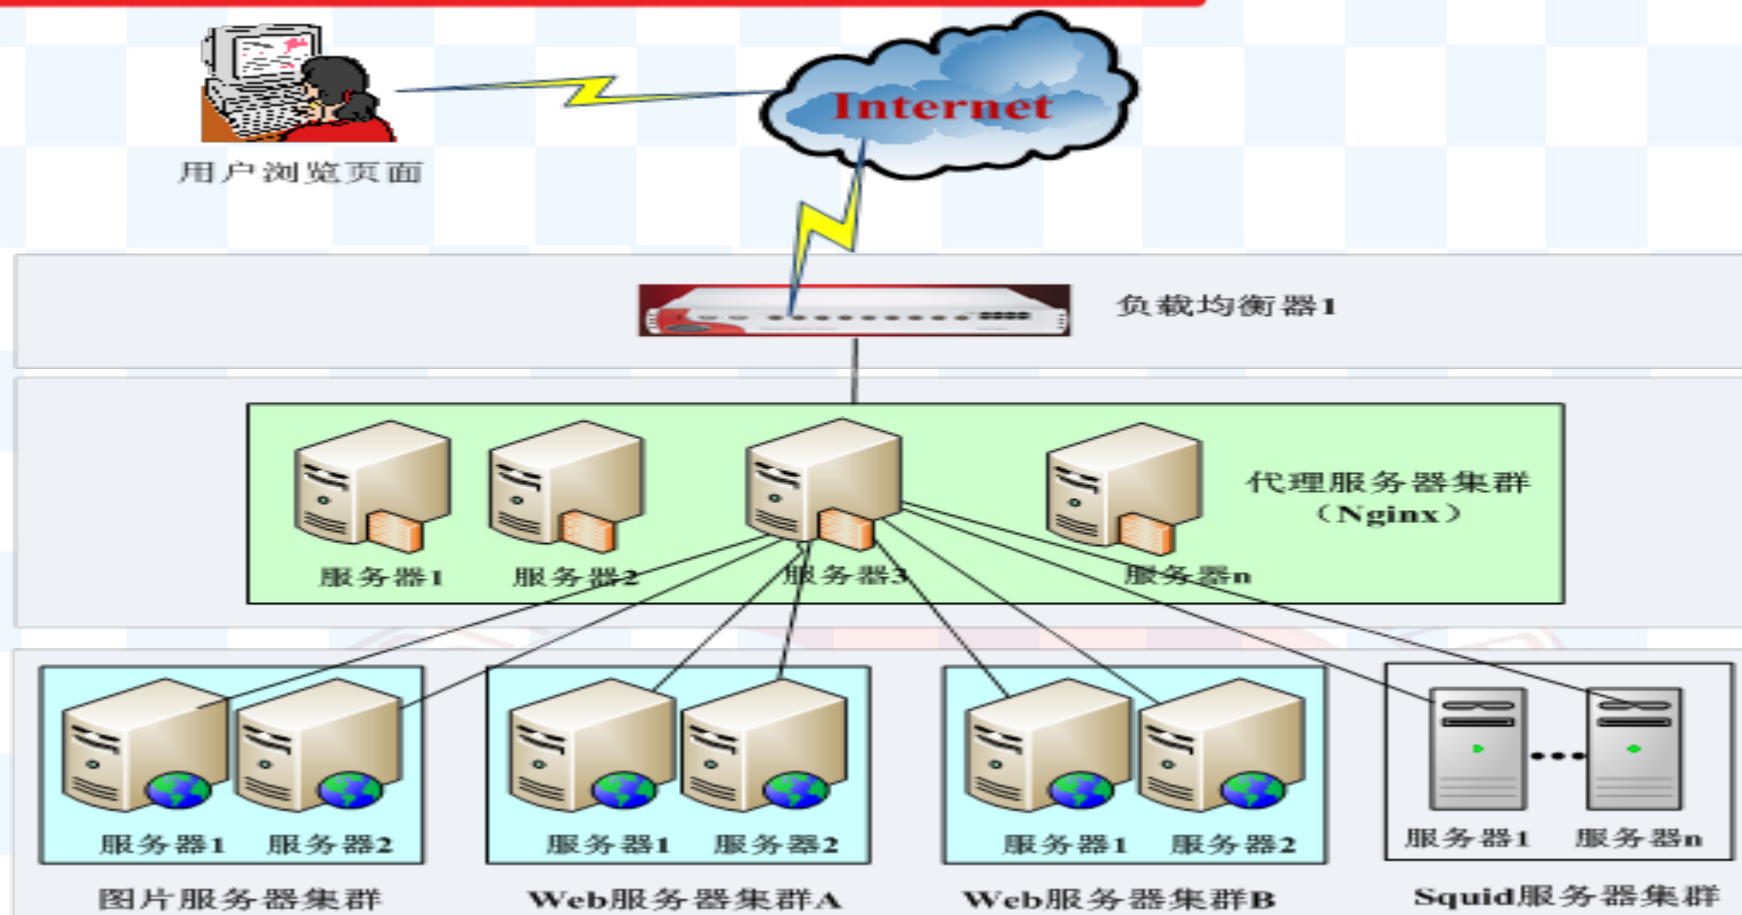 Internet
用户浏览页面
负载均衡器1
代理服务器集群
（Nginx）
服务器1
服务器2
服务器3
服务器n
服务器1
服务器2
服务器1
服务器2
服务器1
服务器2
服务器1
服务器n
图片服务器集群
Web服务器集群A
Web服务器集群B
Squid服务器集群